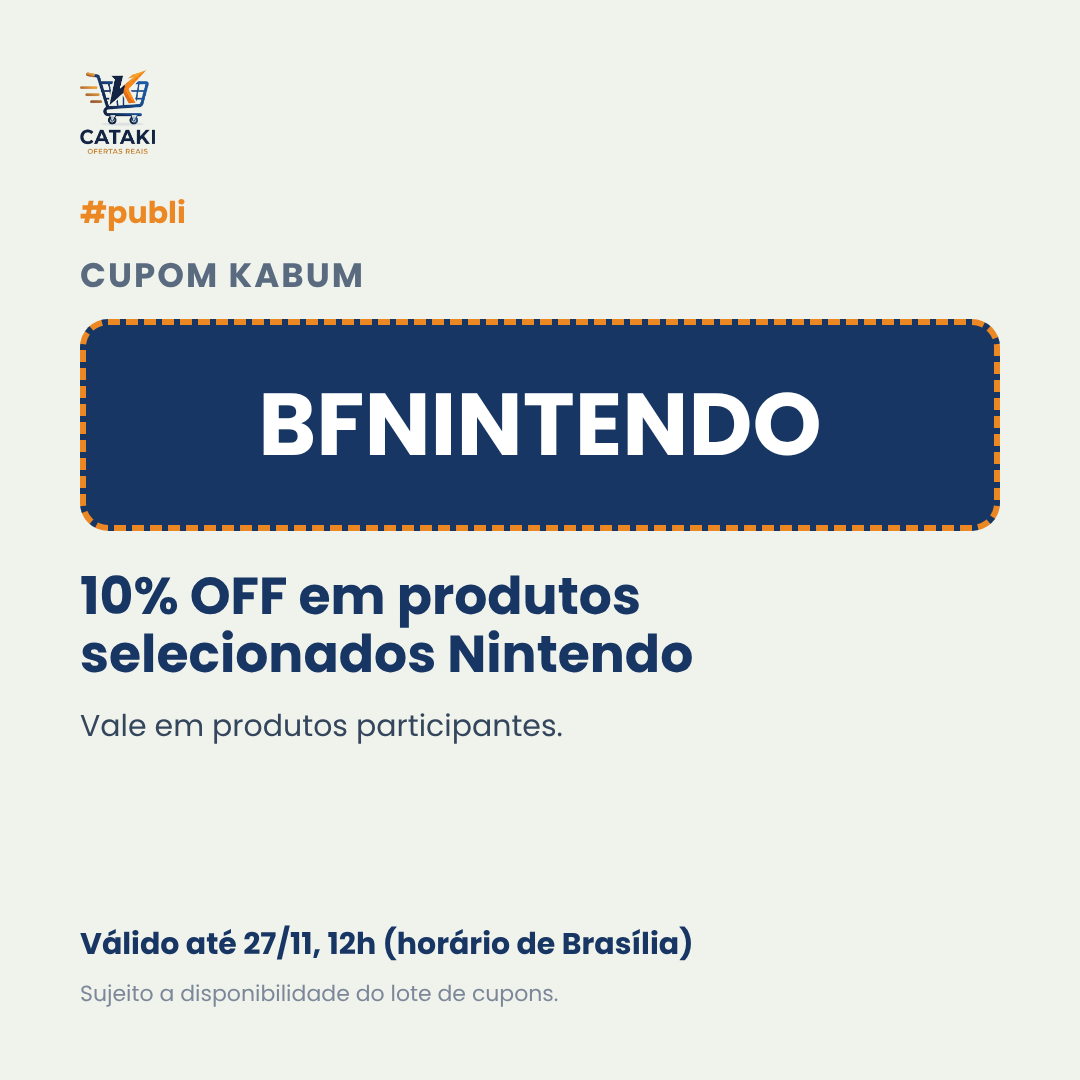 CATAKI
OFERTAS REAIS
#publi
CUPOM KABUM
BFNINTENDO
10% OFF em produtos
selecionados Nintendo
Vale em produtos participantes.
Válido até 27/11, 12h (horário de Brasília)
Sujeito a disponibilidade do lote de cupons.